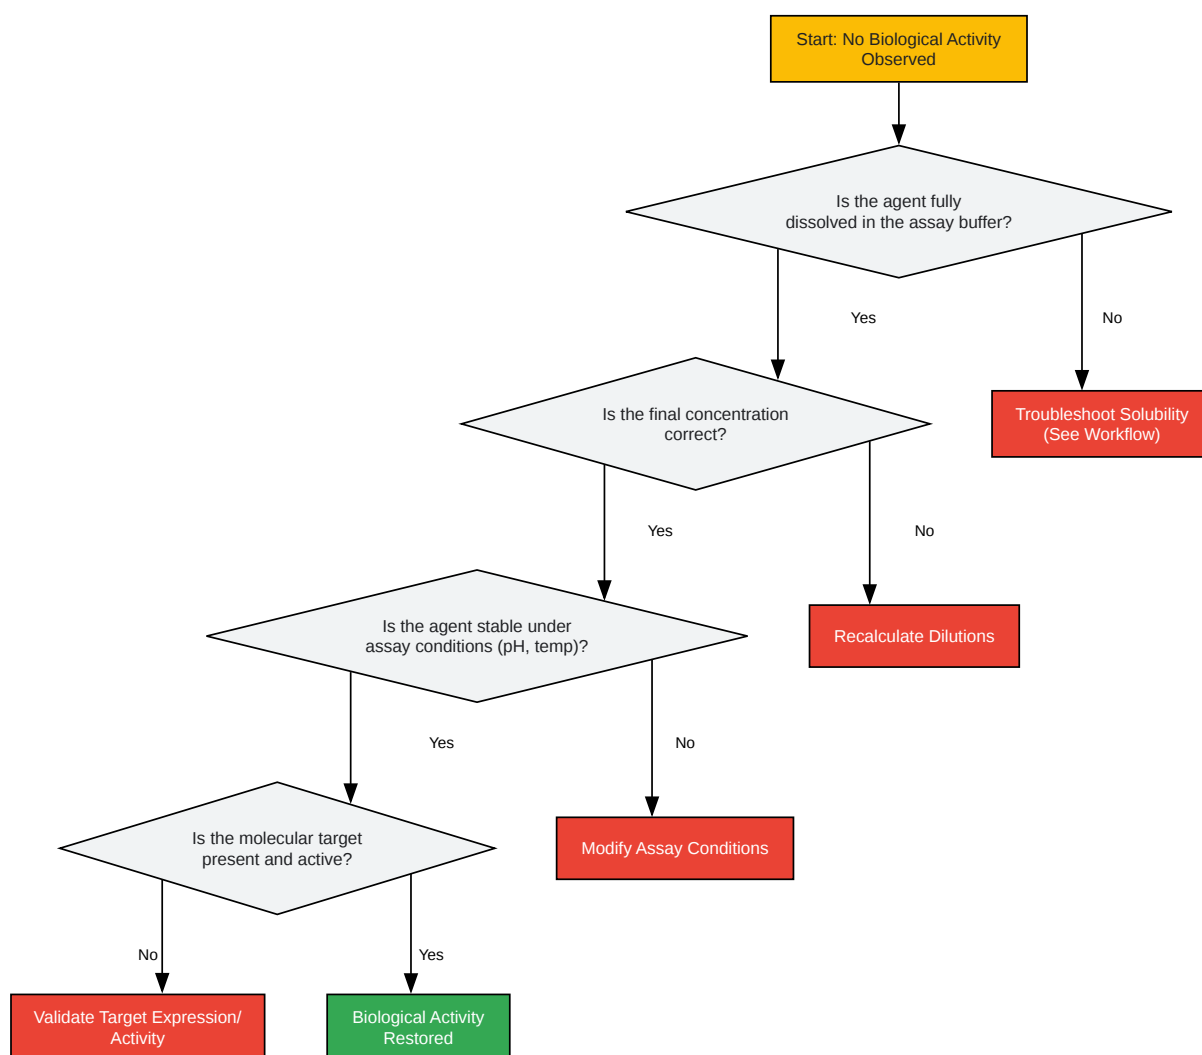 Start: No Biological Activity
Observed
Is the agent fully
dissolved in the assay buffer?
Yes
No
Is the final concentration
correct?
Troubleshoot Solubility
(See Workflow)
Yes
No
Is the agent stable under
assay conditions (pH, temp)?
Recalculate Dilutions
Yes
No
Is the molecular target
present and active?
Modify Assay Conditions
No
Yes
Validate Target Expression/
Activity
Biological Activity
Restored